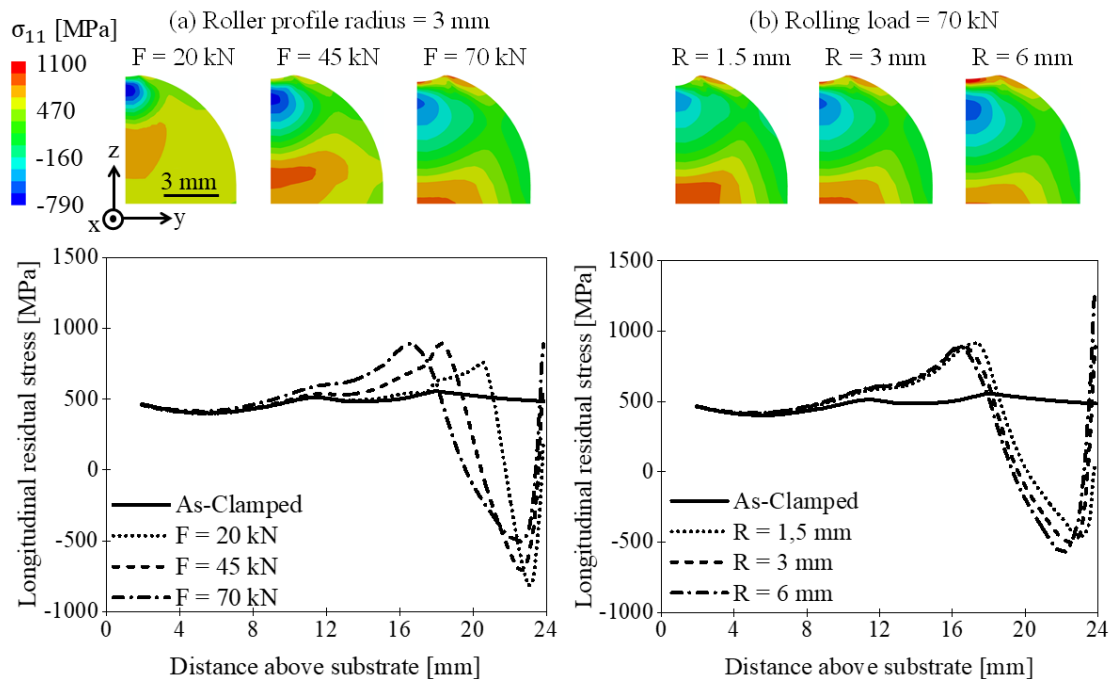 σ₁₁ [MPa]
(a) Roller profile radius = 3 mm
F = 20 kN F = 45 kN F = 70 kN
1100
470
-160
-790
z
x
y
3 mm
(b) Rolling load = 70 kN
R = 1.5 mm R = 3 mm R = 6 mm
Longitudinal residual stress [MPa]
1500
1000
500
0
-500
-1000
As-Clamped
F = 20 kN
F = 45 kN
F = 70 kN
0 4 8 12 16 20 24
Distance above substrate [mm]
Longitudinal residual stress [MPa]
1500
1000
500
0
-500
-1000
As-Clamped
R = 1,5 mm
R = 3 mm
R = 6 mm
0 4 8 12 16 20 24
Distance above substrate [mm]